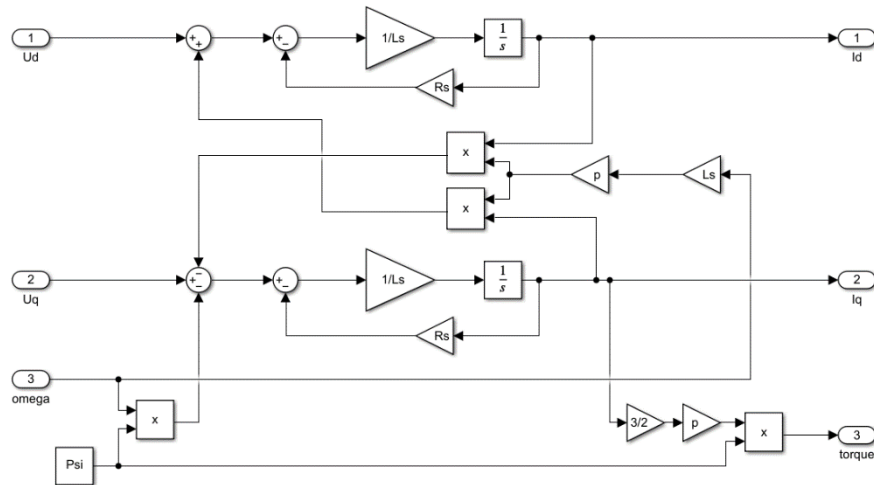 1
Ud
+
+
+
−
1/Ls
1
s
Rs
1
Id
x
x
p
Ls
2
Uq
−
+
−
+
−
1/Ls
1
s
Rs
2
Iq
3
omega
x
3/2
p
x
3
torque
Psi